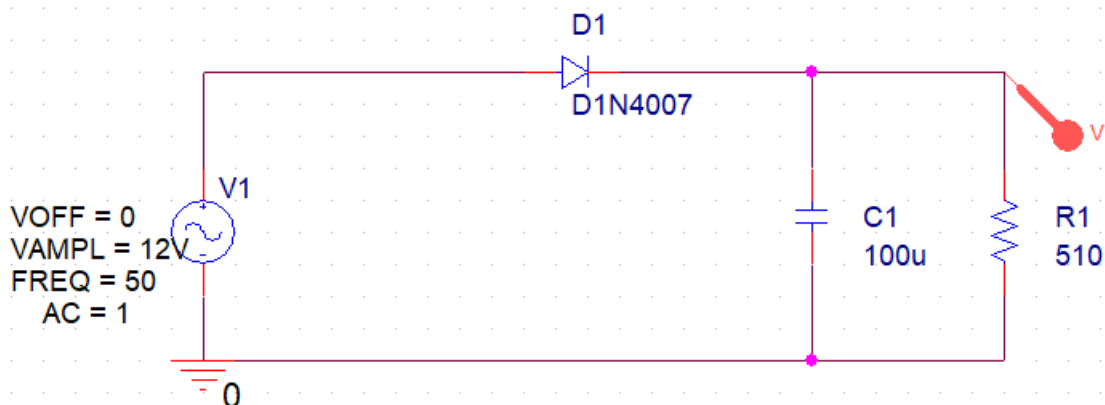 D1
D1N4007
V
V1
VOFF = 0
VAMPL = 12V
FREQ = 50
AC = 1
C1
100u
R1
510
0